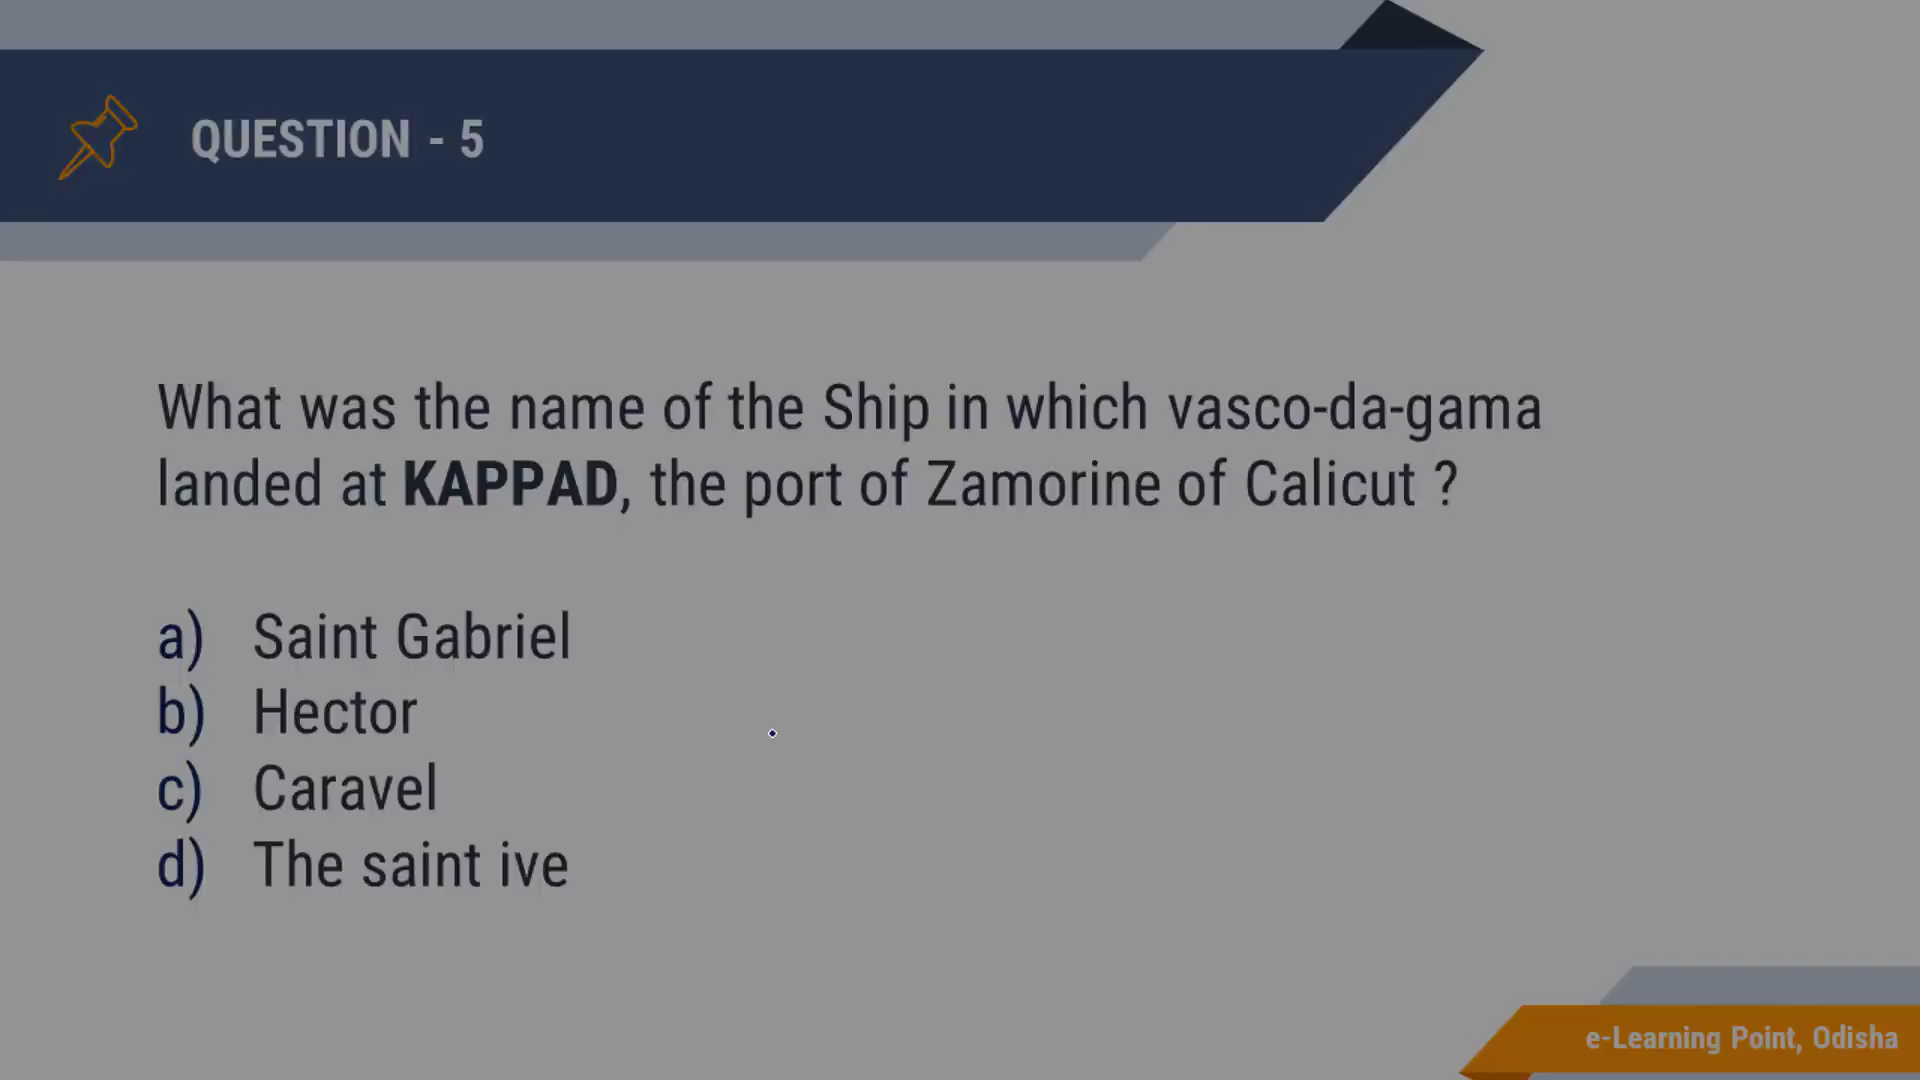 QUESTION - 5
What was the name of the Ship in which vasco-da-gama
landed at KAPPAD, the port of Zamorine of Calicut ?
a) Saint Gabriel
b) Hector
c) Caravel
d) The saint ive
e-Learning Point, Odisha